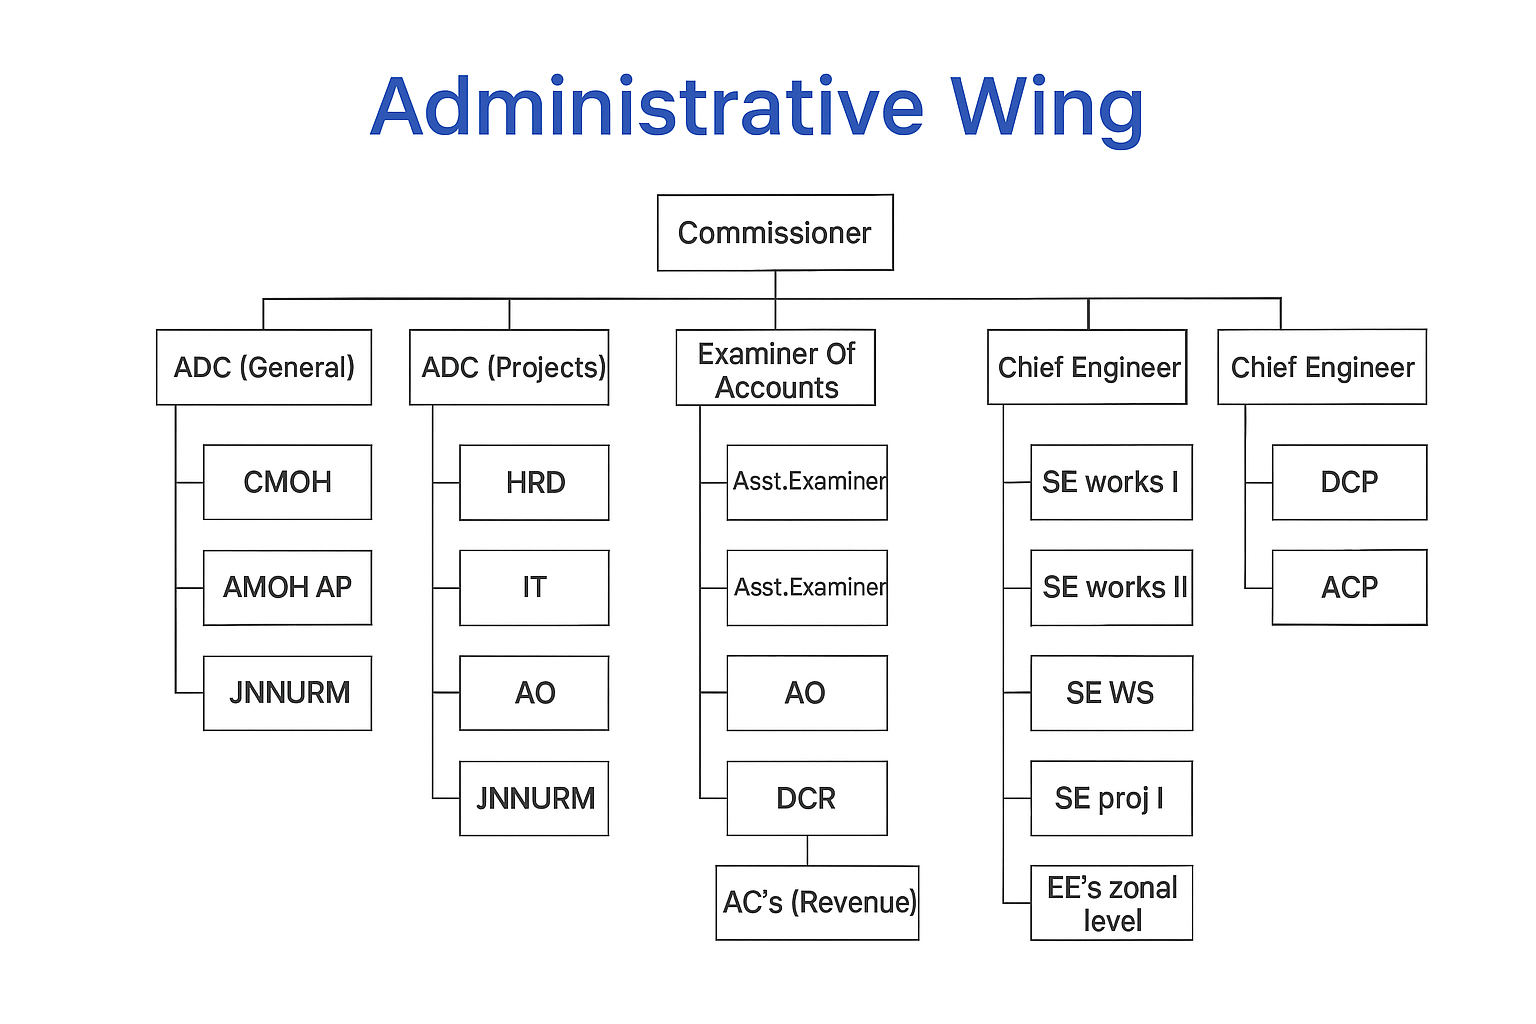 Administrative Wing
Commissioner
ADC (General)
ADC (Projects)
Examiner Of
Accounts
Chief Engineer
Chief Engineer
CMOH
HRD
Asst.Examiner
SE works I
DCP
AMOH AP
IT
Asst.Examiner
SE works II
ACP
JNNURM
AO
AO
SE WS
JNNURM
DCR
SE proj I
AC's (Revenue)
EE's zonal
level